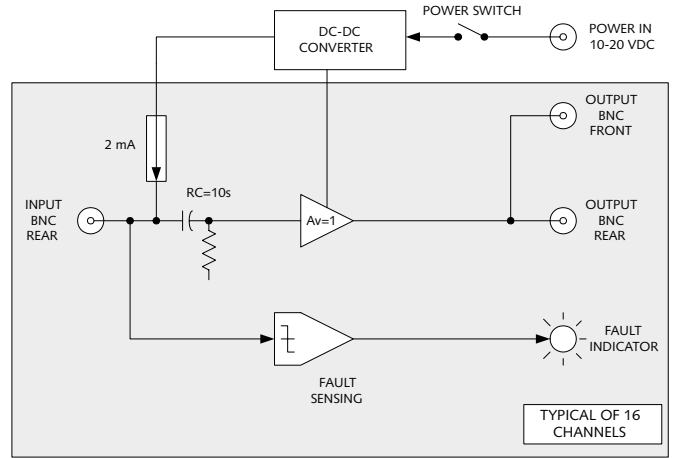 POWER SWITCH
DC-DC
CONVERTER
POWER IN
10-20 VDC
OUTPUT
BNC
FRONT
2 mA
RC=10s
INPUT
BNC
REAR
Av=1
OUTPUT
BNC
REAR
FAULT
INDICATOR
FAULT
SENSING
TYPICAL OF 16
CHANNELS